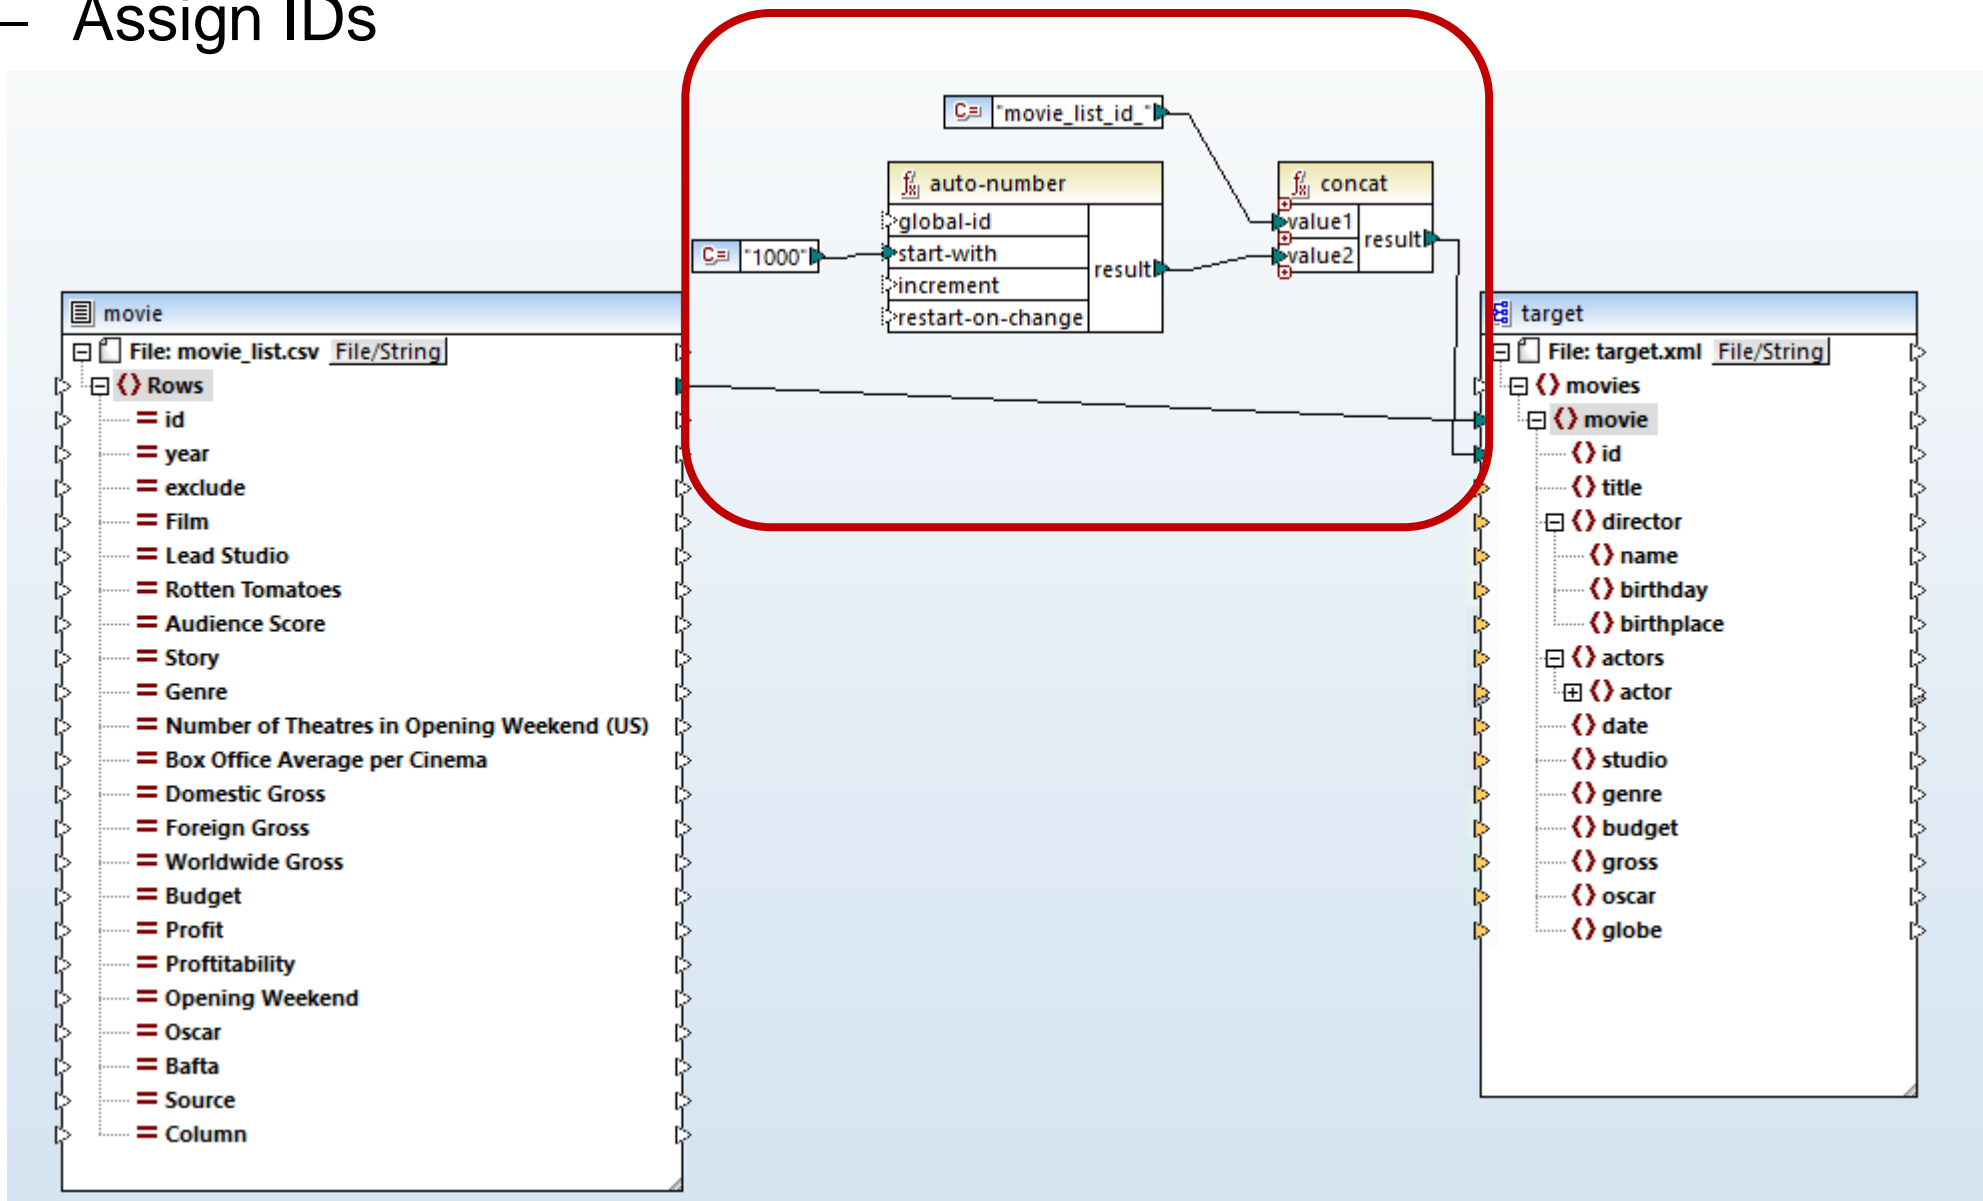 – Assign IDs
C= "movie_list_id_"
auto-number
global-id
start-with
increment
restart-on-change
result
concat
value1
value2
result
C= "1000"
movie
File: movie_list.csv File/String
Rows
id
year
exclude
Film
Lead Studio
Rotten Tomatoes
Audience Score
Story
Genre
Number of Theatres in Opening Weekend (US)
Box Office Average per Cinema
Domestic Gross
Foreign Gross
Worldwide Gross
Budget
Profit
Proftitability
Opening Weekend
Oscar
Bafta
Source
Column
target
File: target.xml File/String
movies
movie
id
title
director
name
birthday
birthplace
actors
actor
date
studio
genre
budget
gross
oscar
globe